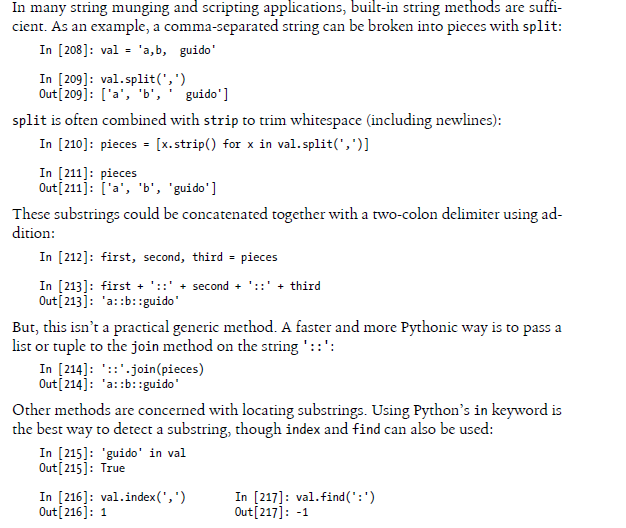 In many string munging and scripting applications, built-in string methods are suffi-
cient. As an example, a comma-separated string can be broken into pieces with split:
In [208]: val = 'a,b,  guido'
In [209]: val.split(',')
Out[209]: ['a', 'b', '  guido']
split is often combined with strip to trim whitespace (including newlines):
In [210]: pieces = [x.strip() for x in val.split(',')]
In [211]: pieces
Out[211]: ['a', 'b', 'guido']
These substrings could be concatenated together with a two-colon delimiter using ad-
dition:
In [212]: first, second, third = pieces
In [213]: first + '::' + second + '::' + third
Out[213]: 'a::b::guido'
But, this isn't a practical generic method. A faster and more Pythonic way is to pass a
list or tuple to the join method on the string '::':
In [214]: '::'.join(pieces)
Out[214]: 'a::b::guido'
Other methods are concerned with locating substrings. Using Python's in keyword is
the best way to detect a substring, though index and find can also be used:
In [215]: 'guido' in val
Out[215]: True
In [216]: val.index(',')
Out[216]: 1
In [217]: val.find(':')
Out[217]: -1